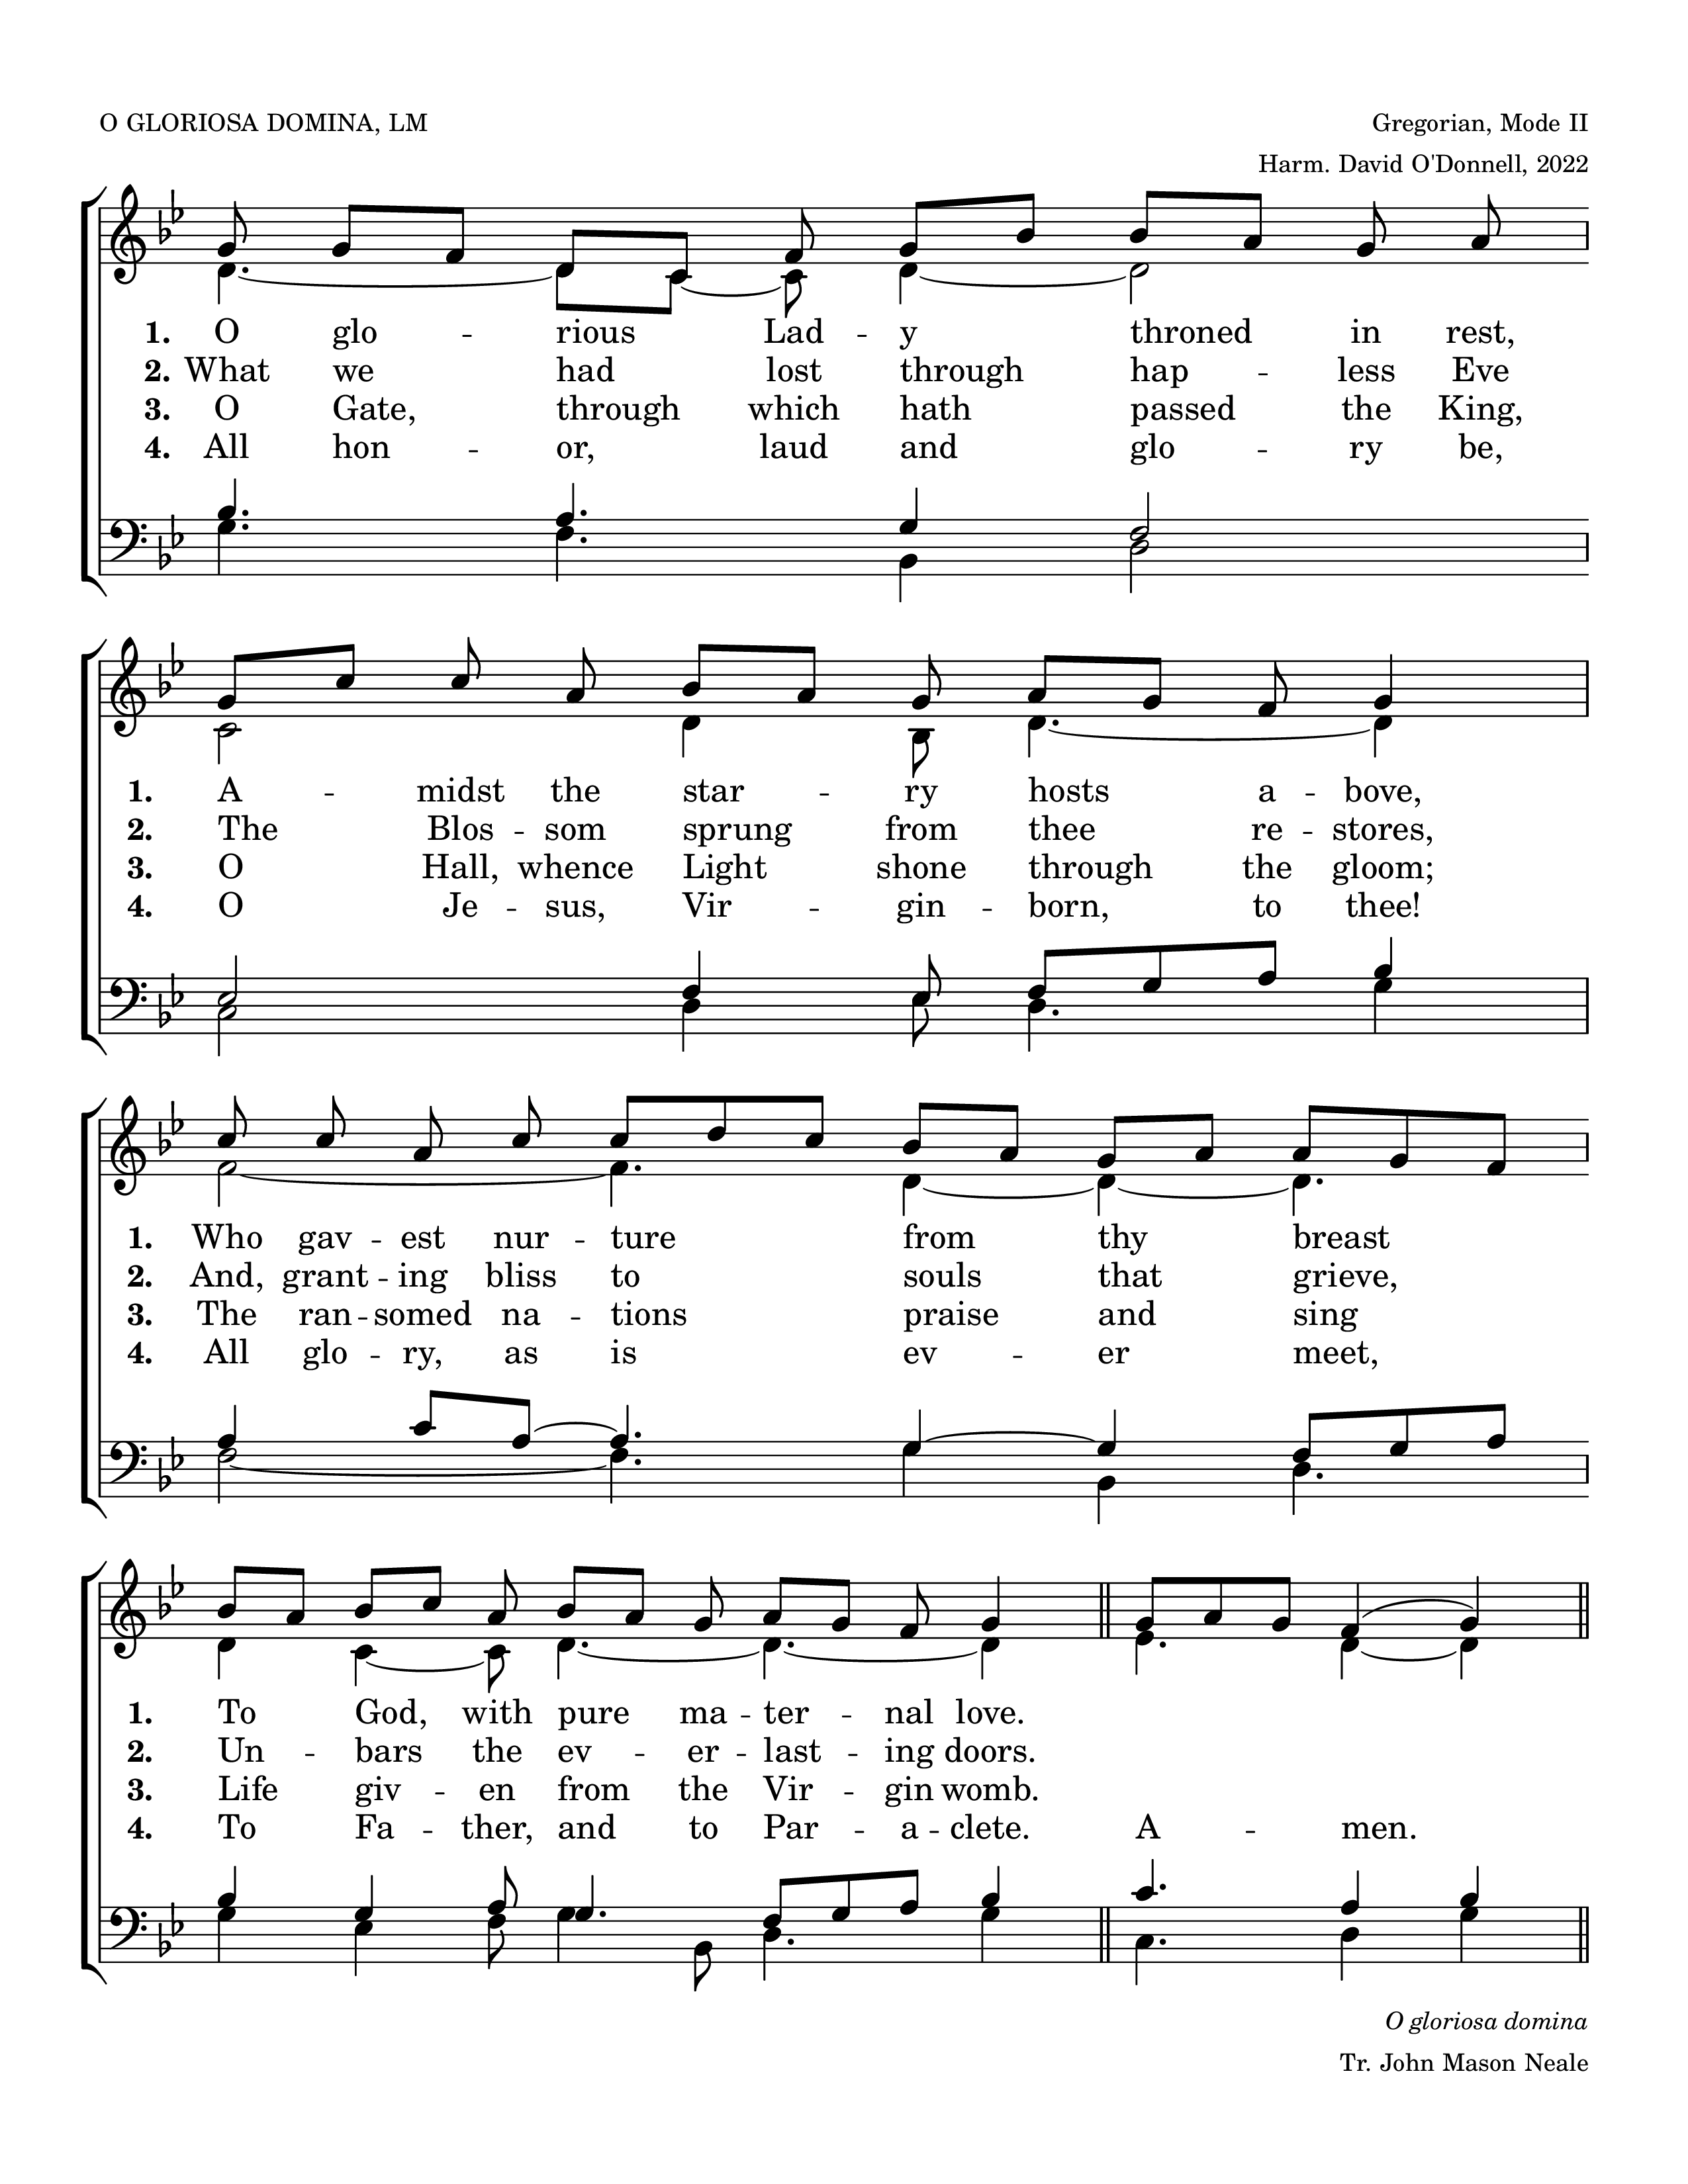 O GLORIOSA DOMINA, LM
Gregorian, Mode II
Harm. David O'Donnell, 2022
1. O glo - rious Lad - y throned in rest,
2. What we had lost through hap - less Eve
3. O Gate, through which hath passed the King,
4. All hon - or, laud and glo - ry be,
1. A - midst the star - ry hosts a - bove,
2. The Blos - som sprung from thee re - stores,
3. O Hall, whence Light shone through the gloom;
4. O Je - sus, Vir - gin - born, to thee!
1. Who gav - est nur - ture from thy breast
2. And, grant - ing bliss to souls that grieve,
3. The ran - somed na - tions praise and sing
4. All glo - ry, as is ev - er meet,
1. To God, with pure ma - ter - nal love.
2. Un - bars the ev - er - last - ing doors.
3. Life giv - en from the Vir - gin womb.
4. To Fa - ther, and to Par - a - clete. A - men.
O gloriosa domina
Tr. John Mason Neale